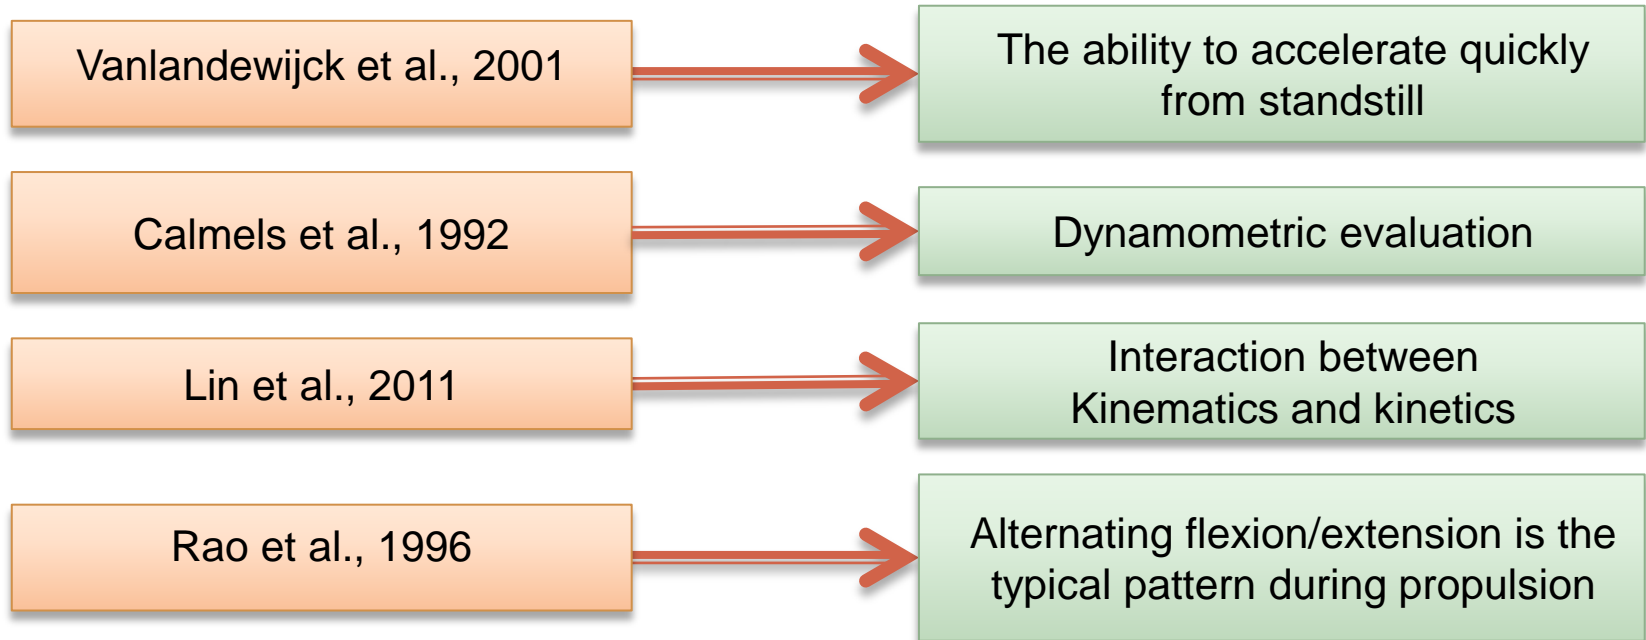 Vanlandewijck et al., 2001
The ability to accelerate quickly
from standstill
Calmels et al., 1992
Dynamometric evaluation
Lin et al., 2011
Interaction between
Kinematics and kinetics
Rao et al., 1996
Alternating flexion/extension is the
typical pattern during propulsion